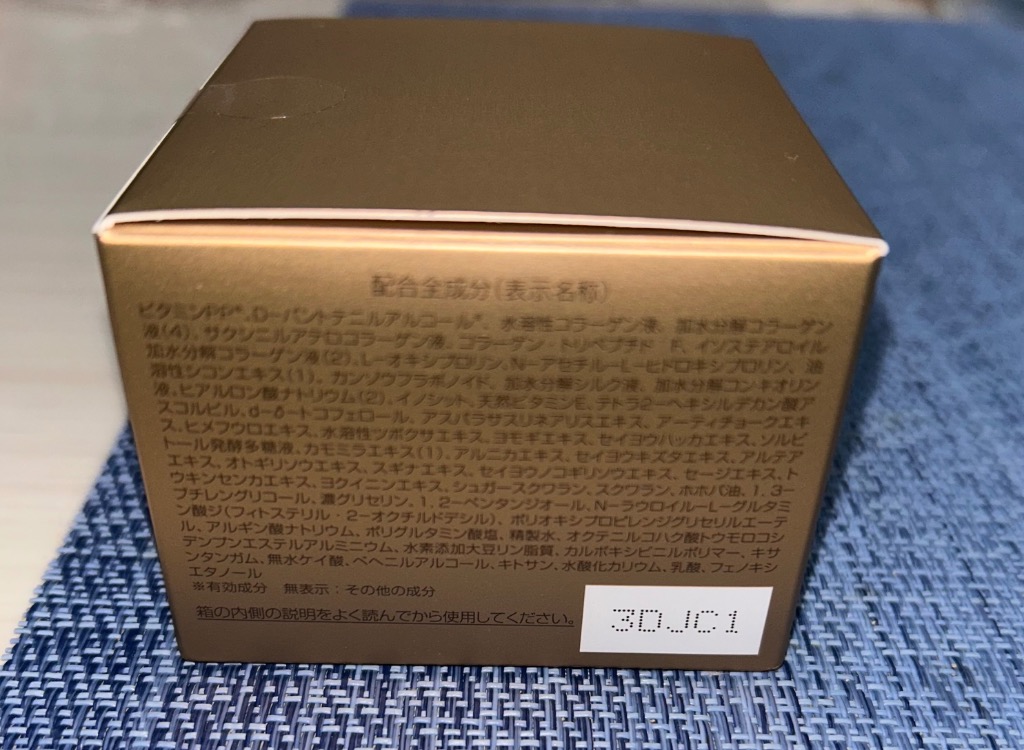 配合全成分(表示名称)
ビタミンPP*、D-パントテニルアルコール*、水溶性コラーゲン液、加水分解コラーゲン
液(4)、サクシニルアテロコラーゲン液、コラーゲン・トリペプチド F、イソステアロイル
加水分解コラーゲン液(2)、L-オキシプロリン、N-アセチル-L-ヒドロキシプロリン、油
溶性シコンエキス(1)、カンゾウフラボノイド、加水分解シルク液、加水分解コンキオリン
液、ヒアルロン酸ナトリウム(2)、イノシット、天然ビタミンE、テトラ2-ヘキシルデカン酸ア
スコルビル、d-δ-トコフェロール、アスパラサスリネアリスエキス、アーティチョークエキ
ス、ヒメフウロエキス、水溶性ツボクサエキス、ヨモギエキス、セイヨウハッカエキス、ソルビ
トール発酵多糖液、カモミラエキス(1)、アルニカエキス、セイヨウキズタエキス、アルテア
エキス、オトギリソウエキス、スギナエキス、セイヨウノコギリソウエキス、セージエキス、ト
ウキンセンカエキス、ヨクイニンエキス、シュガースクワラン、スクワラン、ホホバ油、1,3-
ブチレングリコール、濃グリセリン、1,2-ペンタンジオール、N-ラウロイル-L-グルタミ
ン酸ジ(フィトステリル・2-オクチルドデシル)、ポリオキシプロピレンジグリセリルエーテ
ル、アルギン酸ナトリウム、ポリグルタミン酸塩、精製水、オクテニルコハク酸トウモロコシ
デンプンエステルアルミニウム、水素添加大豆リン脂質、カルボキシビニルポリマー、キサ
ンタンガム、無水ケイ酸、ベヘニルアルコール、キトサン、水酸化カリウム、乳酸、フェノキシ
エタノール
※有効成分 無表示:その他の成分
箱の内側の説明をよく読んでから使用してください。
3DJC1